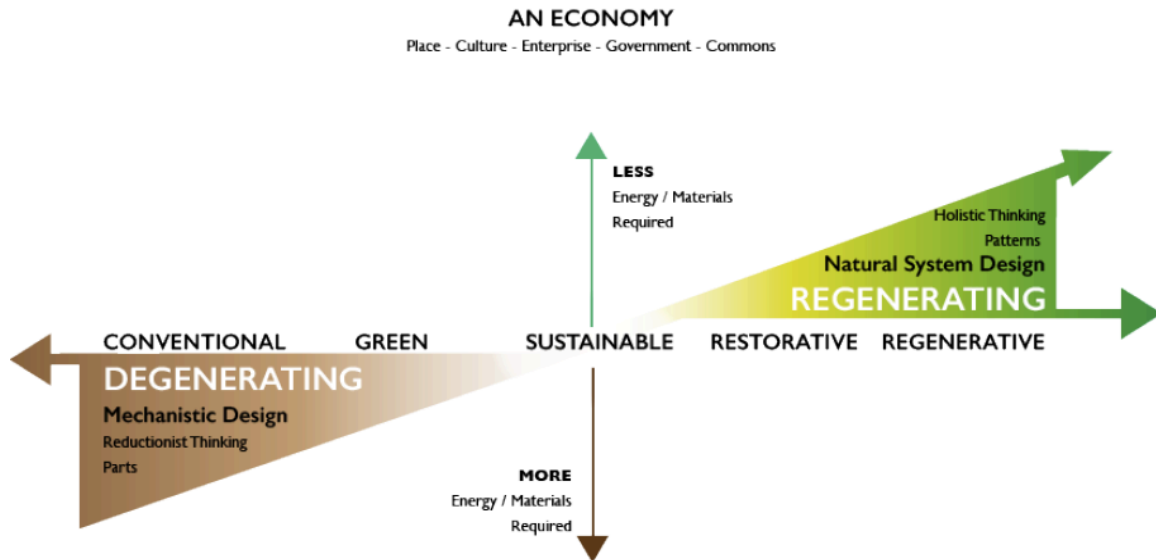 AN ECONOMY
Place - Culture - Enterprise - Government - Commons
LESS
Energy / Materials
Required
Holistic Thinking
Patterns
Natural System Design
REGENERATING
CONVENTIONAL GREEN SUSTAINABLE RESTORATIVE REGENERATIVE
DEGENERATING
Mechanistic Design
Reductionist Thinking
Parts
MORE
Energy / Materials
Required